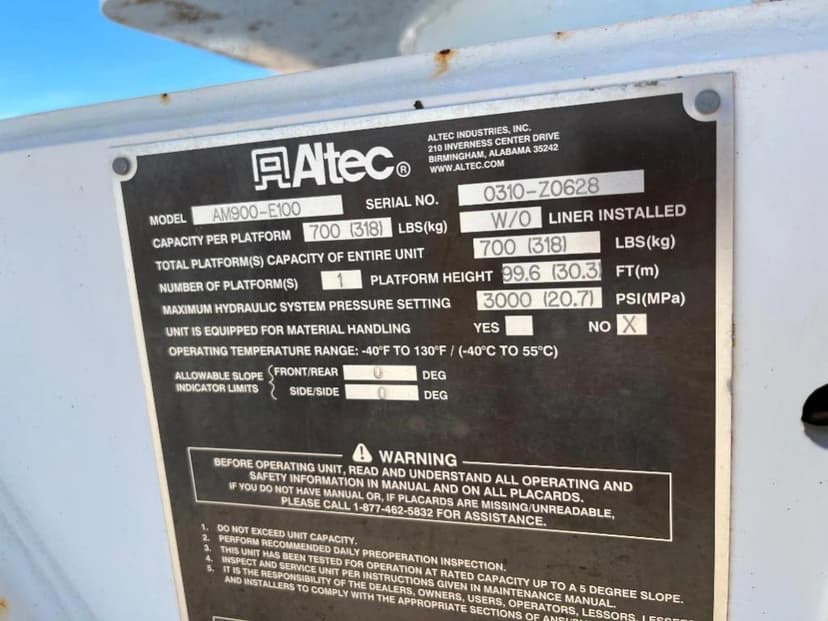 Altec®
ALTEC INDUSTRIES, INC.
210 INVERNESS CENTER DRIVE
BIRMINGHAM, ALABAMA 35242
WWW.ALTEC.COM
MODEL AM900-E100 SERIAL NO. 0310-Z0628
CAPACITY PER PLATFORM 700 (318) LBS(kg) W/O LINER INSTALLED
TOTAL PLATFORM(S) CAPACITY OF ENTIRE UNIT 700 (318) LBS(kg)
NUMBER OF PLATFORM(S) 1 PLATFORM HEIGHT 99.6 (30.3) FT(m)
MAXIMUM HYDRAULIC SYSTEM PRESSURE SETTING 3000 (20.7) PSI(MPa)
UNIT IS EQUIPPED FOR MATERIAL HANDLING YES NO X
OPERATING TEMPERATURE RANGE: -40°F TO 130°F / (-40°C TO 55°C)
ALLOWABLE SLOPE INDICATOR LIMITS
FRONT/REAR 0 DEG
SIDE/SIDE 0 DEG
WARNING
BEFORE OPERATING UNIT, READ AND UNDERSTAND ALL OPERATING AND
SAFETY INFORMATION IN MANUAL AND ON ALL PLACARDS.
IF YOU DO NOT HAVE MANUAL OR, IF PLACARDS ARE MISSING/UNREADABLE,
PLEASE CALL 1-877-462-5832 FOR ASSISTANCE.
1. DO NOT EXCEED UNIT CAPACITY.
2. PERFORM RECOMMENDED DAILY PREOPERATION INSPECTION.
3. THIS UNIT HAS BEEN TESTED FOR OPERATION AT RATED CAPACITY UP TO A 5 DEGREE SLOPE.
4. INSPECT AND SERVICE UNIT PER INSTRUCTIONS GIVEN IN MAINTENANCE MANUAL.
5. IT IS THE RESPONSIBILITY OF THE DEALERS, OWNERS, USERS, OPERATORS, LESSORS,
AND INSTALLERS TO COMPLY WITH THE APPROPRIATE SECTIONS OF